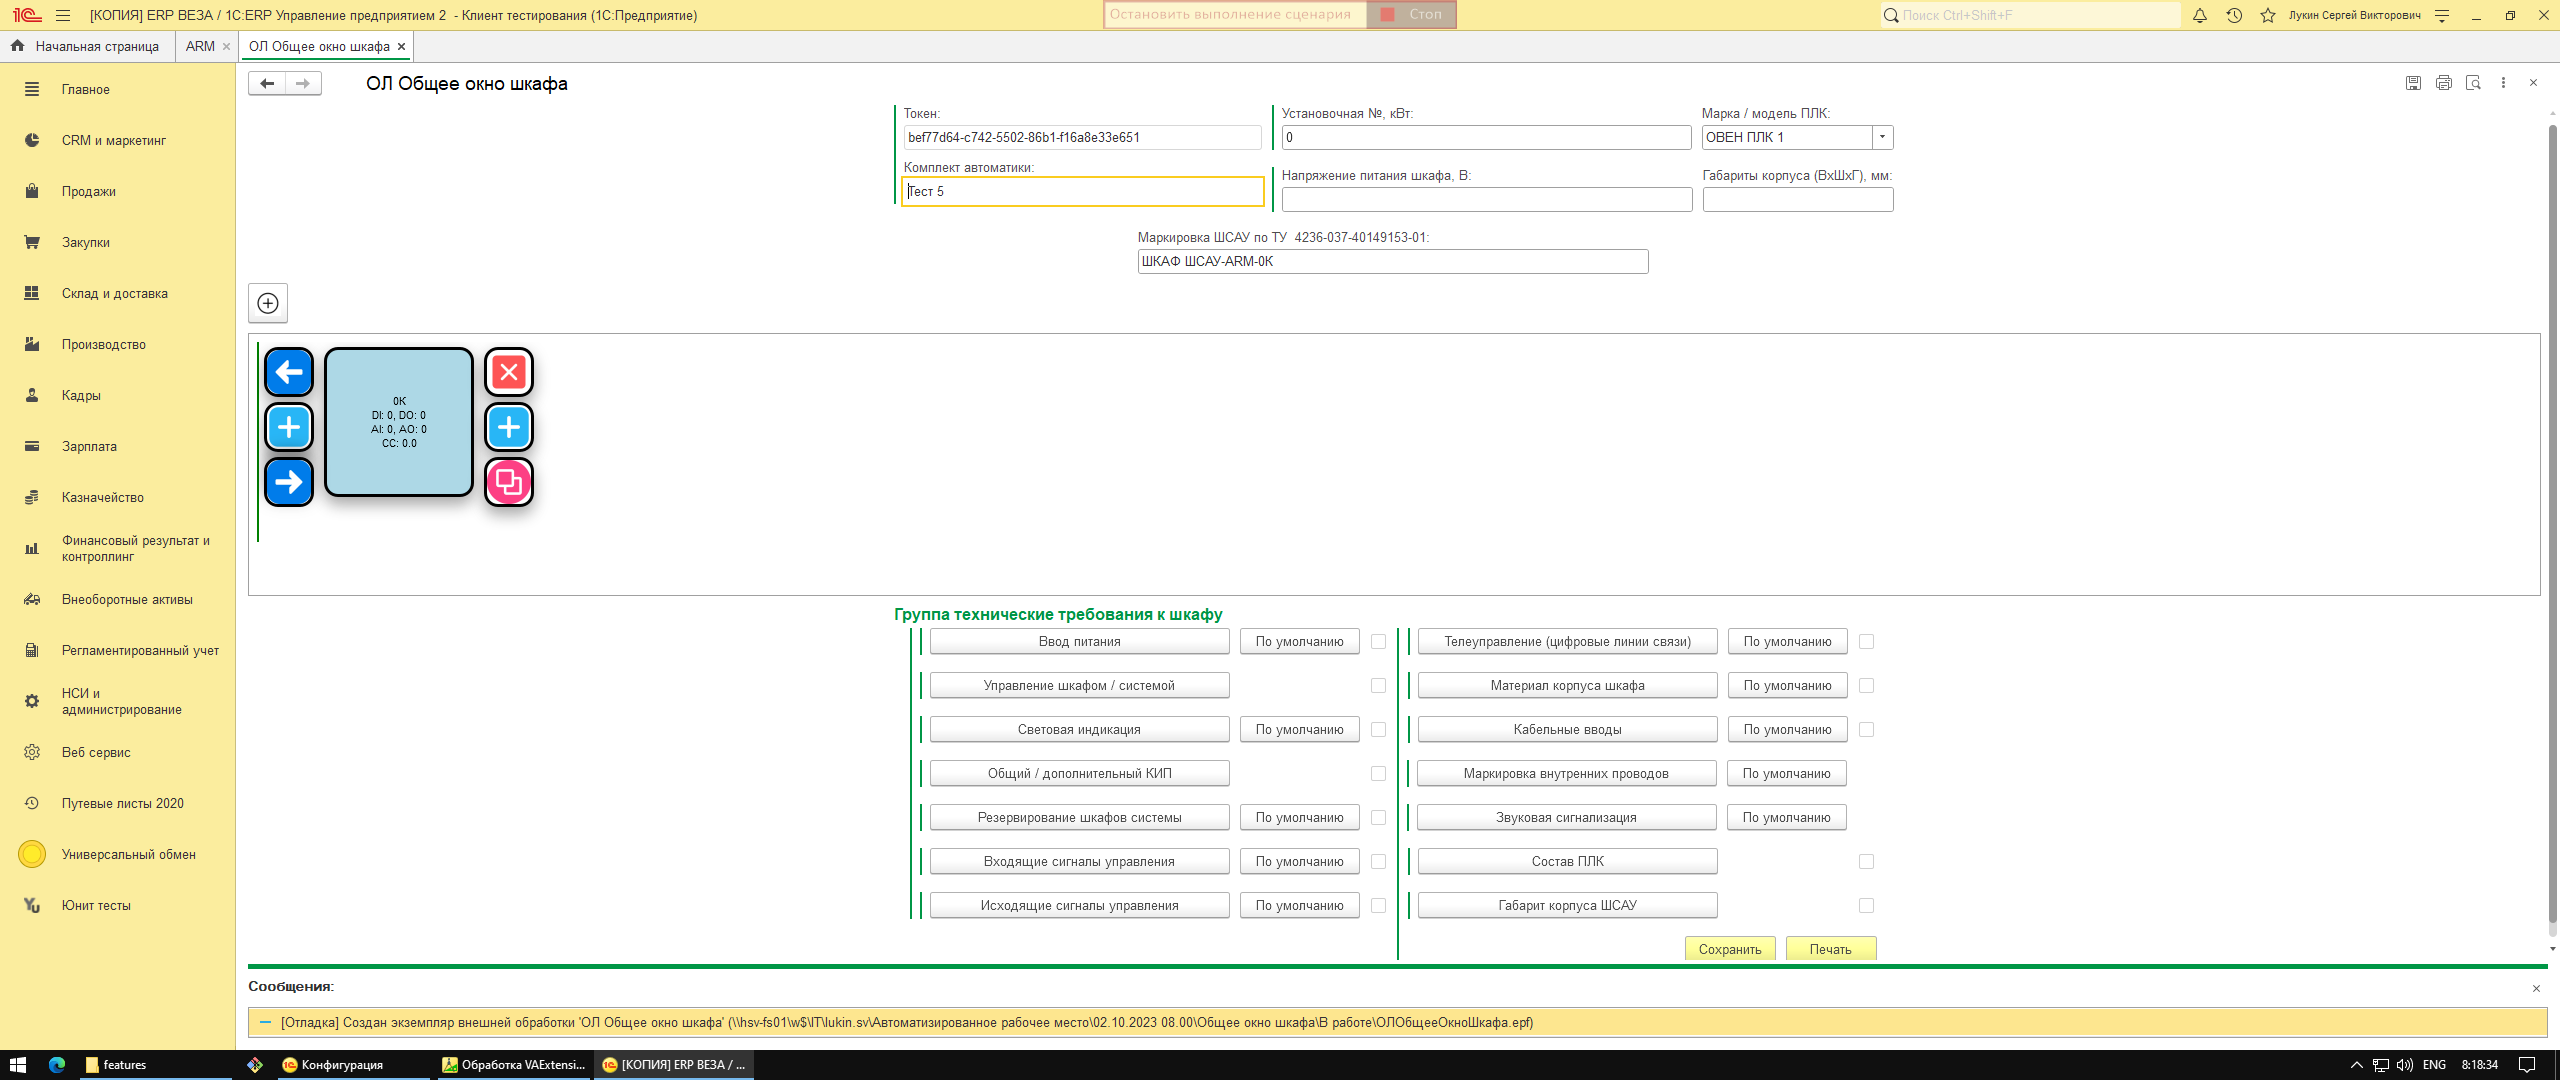 [КОПИЯ] ERP ВЕЗА / 1С:ERP Управление предприятием 2 - Клиент тестирования (1С:Предприятие)
Остановить выполнение сценария Стоп
Поиск Ctrl+Shift+F
Лукин Сергей Викторович
Начальная страница
ARM
ОЛ Общее окно шкафа
Главное
CRM и маркетинг
Продажи
Закупки
Склад и доставка
Производство
Кадры
Зарплата
Казначейство
Финансовый результат и
контроллинг
Внеоборотные активы
Регламентированный учет
НСИ и
администрирование
Веб сервис
Путевые листы 2020
Универсальный обмен
Юнит тесты
ОЛ Общее окно шкафа
Токен:
bef77d64-c742-5502-86b1-f16a8e33e651
Установочная №, кВт:
0
Марка / модель ПЛК:
ОВЕН ПЛК 1
Комплект автоматики:
Тест 5
Напряжение питания шкафа, В:
Габариты корпуса (ВхШхГ), мм:
Маркировка ШСАУ по ТУ 4236-037-40149153-01:
ШКАФ ШСАУ-ARM-0К
0К
DI: 0, DO: 0
AI: 0, AO: 0
CC: 0.0
Группа технические требования к шкафу
Ввод питания По умолчанию
Телеуправление (цифровые линии связи) По умолчанию
Управление шкафом / системой
Материал корпуса шкафа По умолчанию
Световая индикация По умолчанию
Кабельные вводы По умолчанию
Общий / дополнительный КИП
Маркировка внутренних проводов По умолчанию
Резервирование шкафов системы По умолчанию
Звуковая сигнализация По умолчанию
Входящие сигналы управления По умолчанию
Состав ПЛК
Исходящие сигналы управления По умолчанию
Габарит корпуса ШСАУ
Сохранить Печать
Сообщения:
[Отладка] Создан экземпляр внешней обработки 'ОЛ Общее окно шкафа' (\\hsv-fs01\w$\IT\lukin.sv\Автоматизированное рабочее место\02.10.2023 08.00\Общее окно шкафа\В работе\ОЛОбщееОкноШкафа.epf)
features
Конфигурация
Обработка VAExtensi...
[КОПИЯ] ERP ВЕЗА / ...
ENG
8:18:34